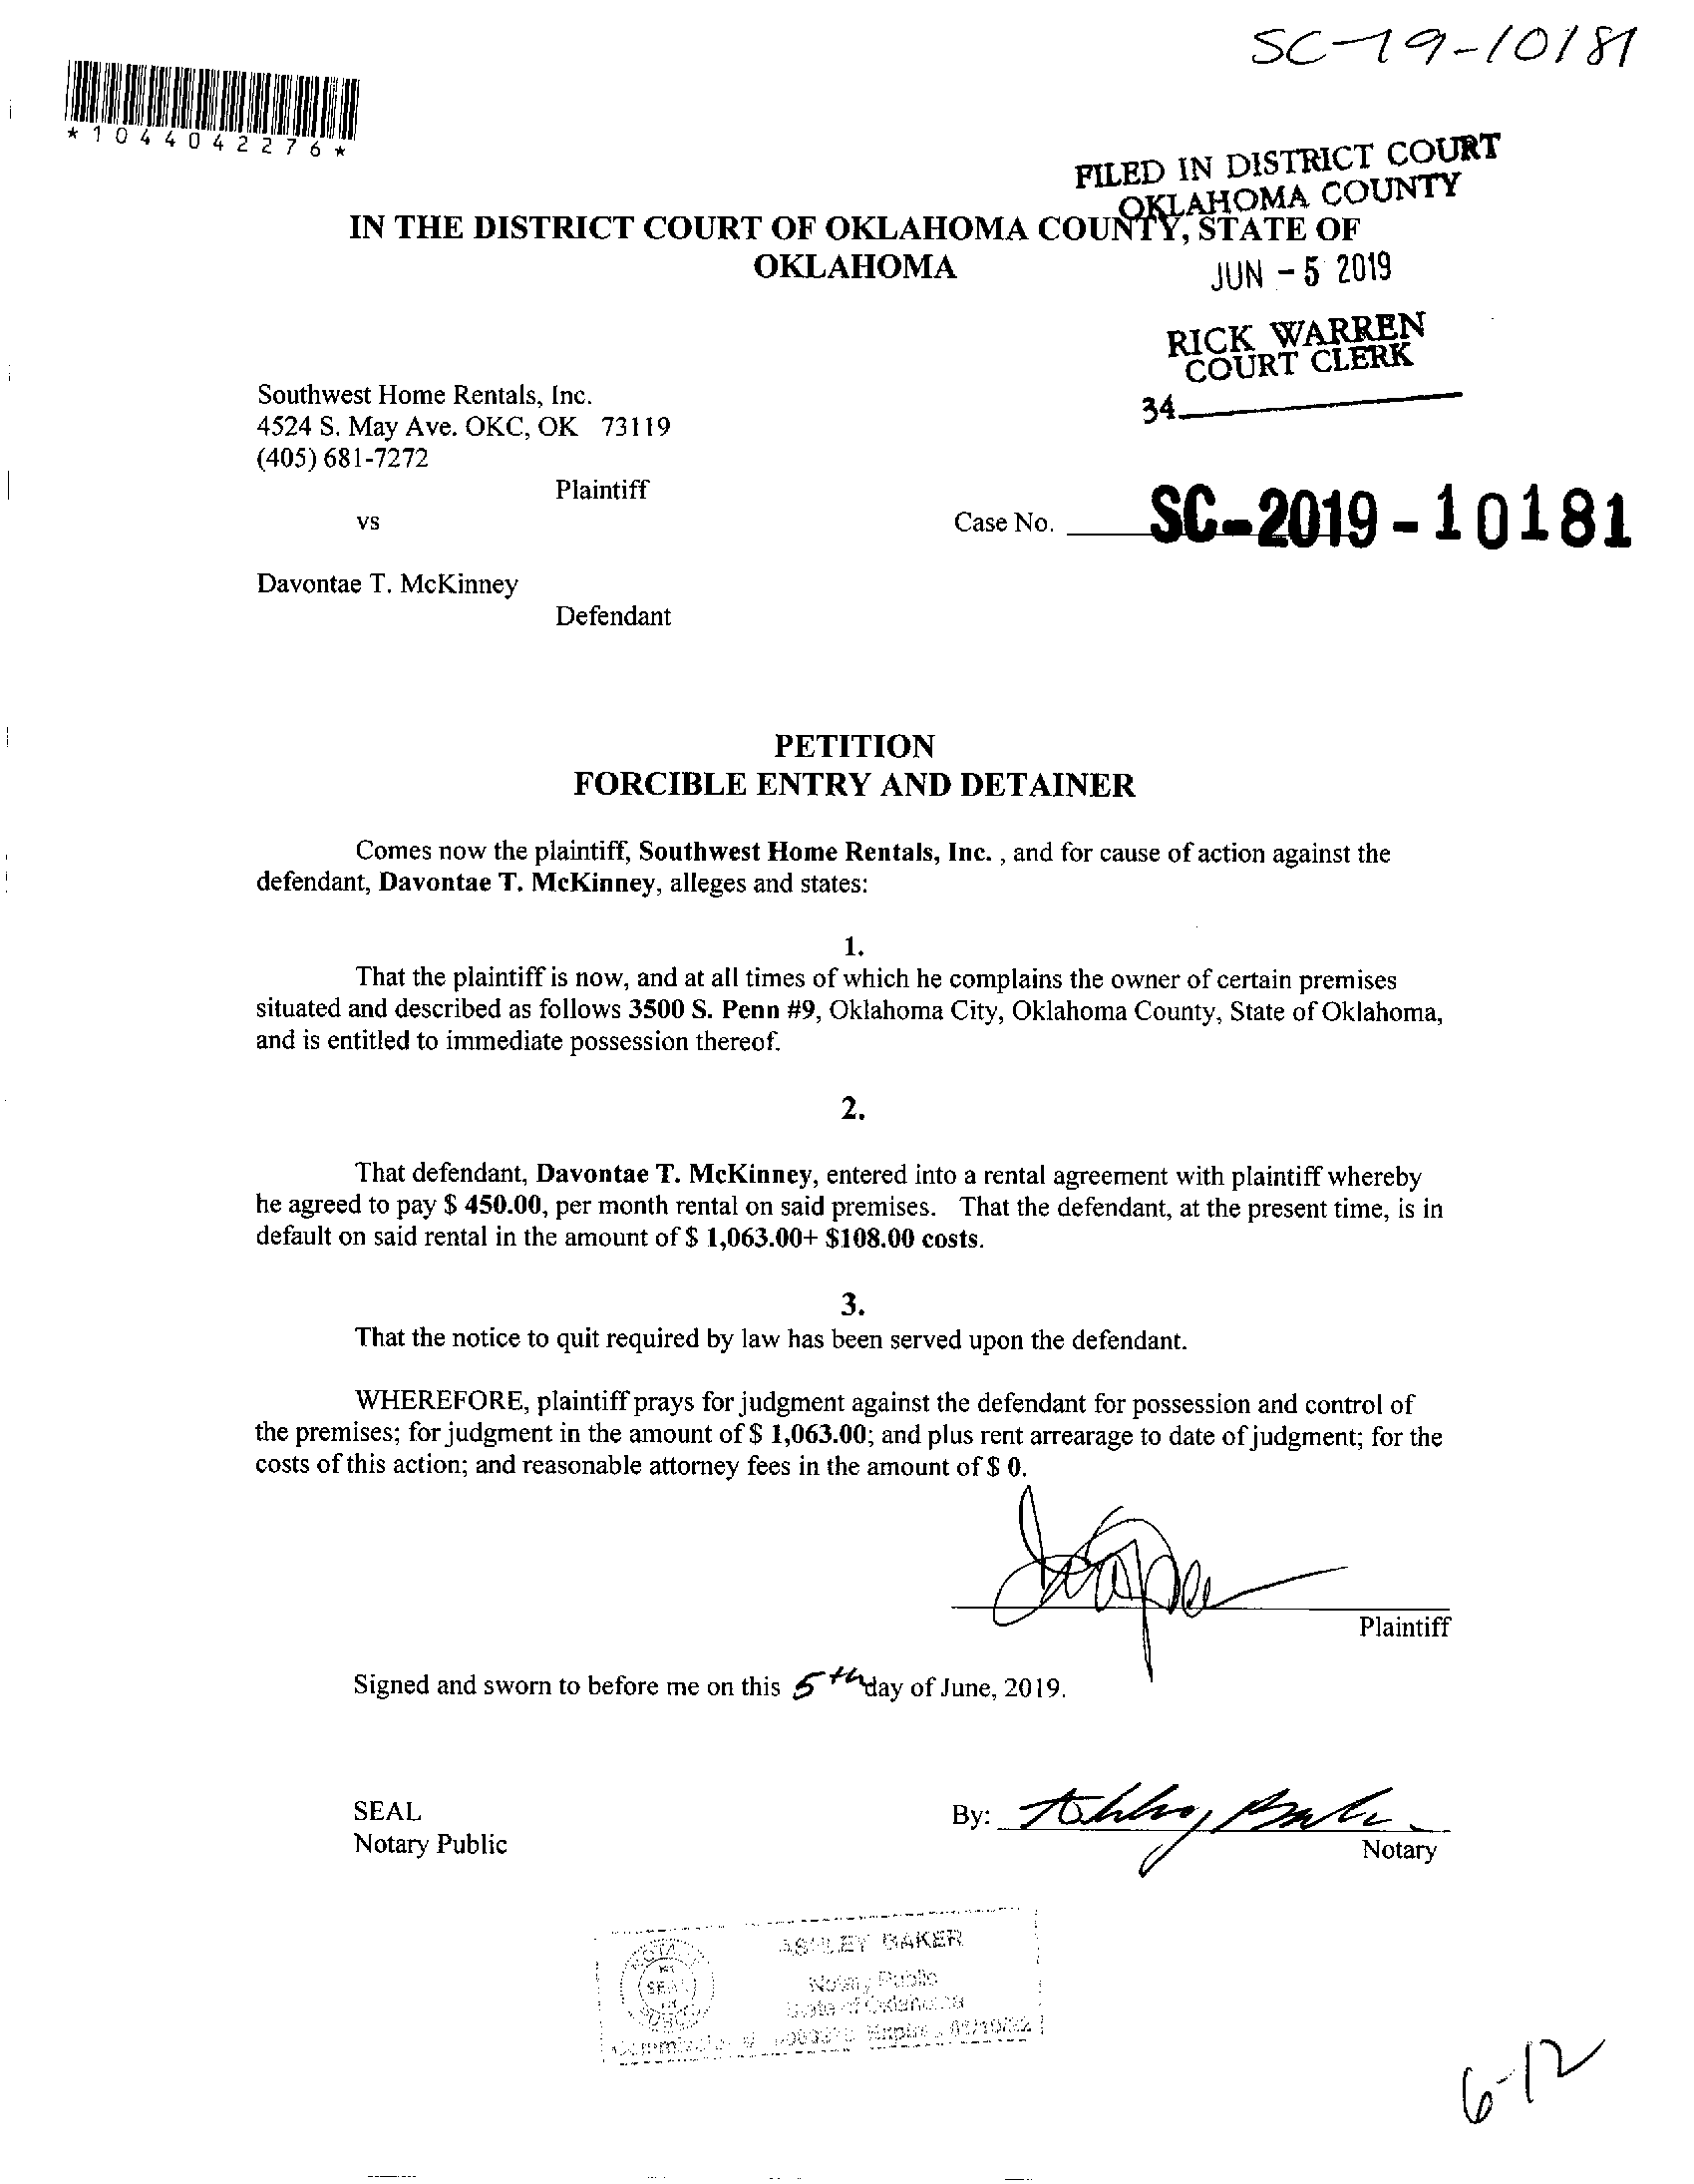 SC-19-10181
*1044042276*
FILED IN DISTRICT COURT
OKLAHOMA COUNTY
IN THE DISTRICT COURT OF OKLAHOMA COUNTY, STATE OF
OKLAHOMA
JUN - 5 2019
RICK WARREN
COURT CLERK
34
Southwest Home Rentals, Inc.
4524 S. May Ave. OKC, OK 73119
(405) 681-7272
Plaintiff
vs
Case No. SC-2019-10181
Davontae T. McKinney
Defendant
PETITION
FORCIBLE ENTRY AND DETAINER
Comes now the plaintiff, Southwest Home Rentals, Inc. , and for cause of action against the
defendant, Davontae T. McKinney, alleges and states:
1.
That the plaintiff is now, and at all times of which he complains the owner of certain premises
situated and described as follows 3500 S. Penn #9, Oklahoma City, Oklahoma County, State of Oklahoma,
and is entitled to immediate possession thereof.
2.
That defendant, Davontae T. McKinney, entered into a rental agreement with plaintiff whereby
he agreed to pay $ 450.00, per month rental on said premises. That the defendant, at the present time, is in
default on said rental in the amount of $ 1,063.00+ $108.00 costs.
3.
That the notice to quit required by law has been served upon the defendant.
WHEREFORE, plaintiff prays for judgment against the defendant for possession and control of
the premises; for judgment in the amount of $ 1,063.00; and plus rent arrearage to date of judgment; for the
costs of this action; and reasonable attorney fees in the amount of $ 0.
Plaintiff
Signed and sworn to before me on this 5th day of June, 2019.
SEAL
By: Ashley Baker
Notary Public
Notary
ASHLEY BAKER
Notary Public
State of Oklahoma
6-12